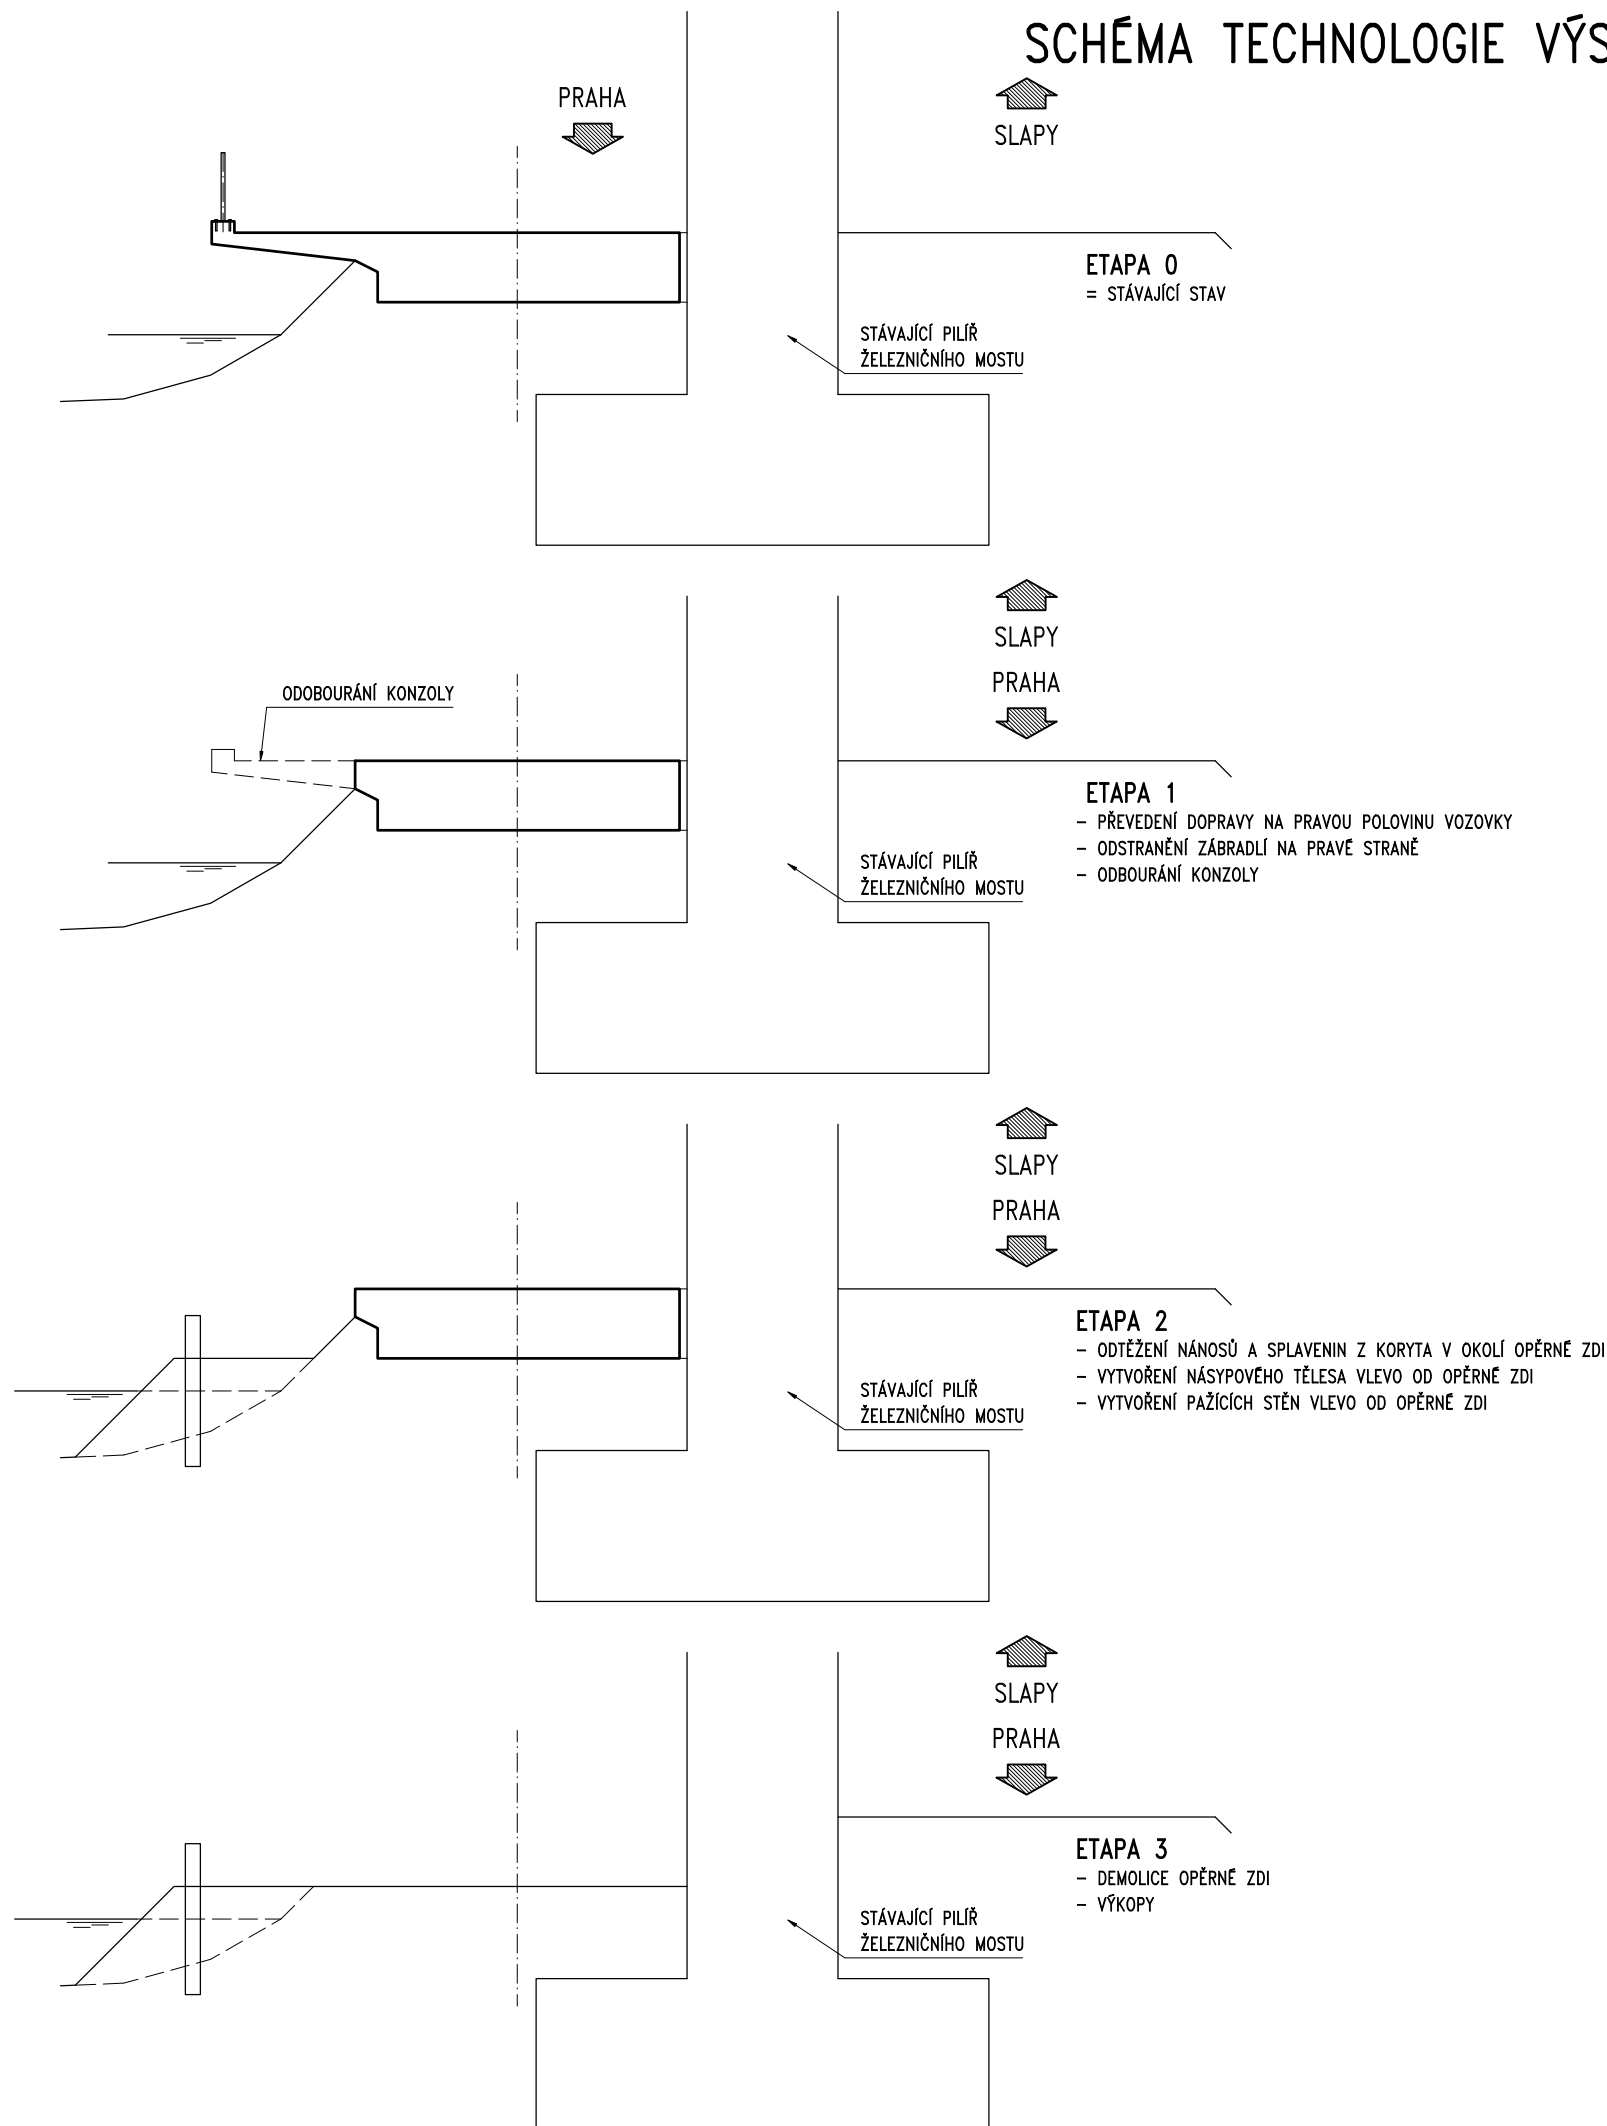 SCHÉMA TECHNOLOGIE
PRAHA
SLAPY
ETAPA 0
= STÁVAJÍCÍ STAV
STÁVAJÍCÍ PILÍŘ
ŽELEZNIČNÍHO MOSTU
SLAPY
PRAHA
ODOBOURÁNÍ KONZOLY
ETAPA 1
- PŘEVEDENÍ DOPRAVY NA PRAVOU POLOVINU VOZOVKY
- ODSTRANĚNÍ ZÁBRADLÍ NA PRAVÉ STRANĚ
- ODBOURÁNÍ KONZOLY
STÁVAJÍCÍ PILÍŘ
ŽELEZNIČNÍHO MOSTU
SLAPY
PRAHA
ETAPA 2
- ODTĚŽENÍ NÁNOSŮ A SPLAVENIN Z KORYTA V OKOLÍ OPĚRNÉ ZDI
- VYTVOŘENÍ NÁSYPOVÉHO TĚLESA VLEVO OD OPĚRNÉ ZDI
- VYTVOŘENÍ PAŽÍCÍCH STĚN VLEVO OD OPĚRNÉ ZDI
STÁVAJÍCÍ PILÍŘ
ŽELEZNIČNÍHO MOSTU
SLAPY
PRAHA
ETAPA 3
- DEMOLICE OPĚRNÉ ZDI
- VÝKOPY
STÁVAJÍCÍ PILÍŘ
ŽELEZNIČNÍHO MOSTU